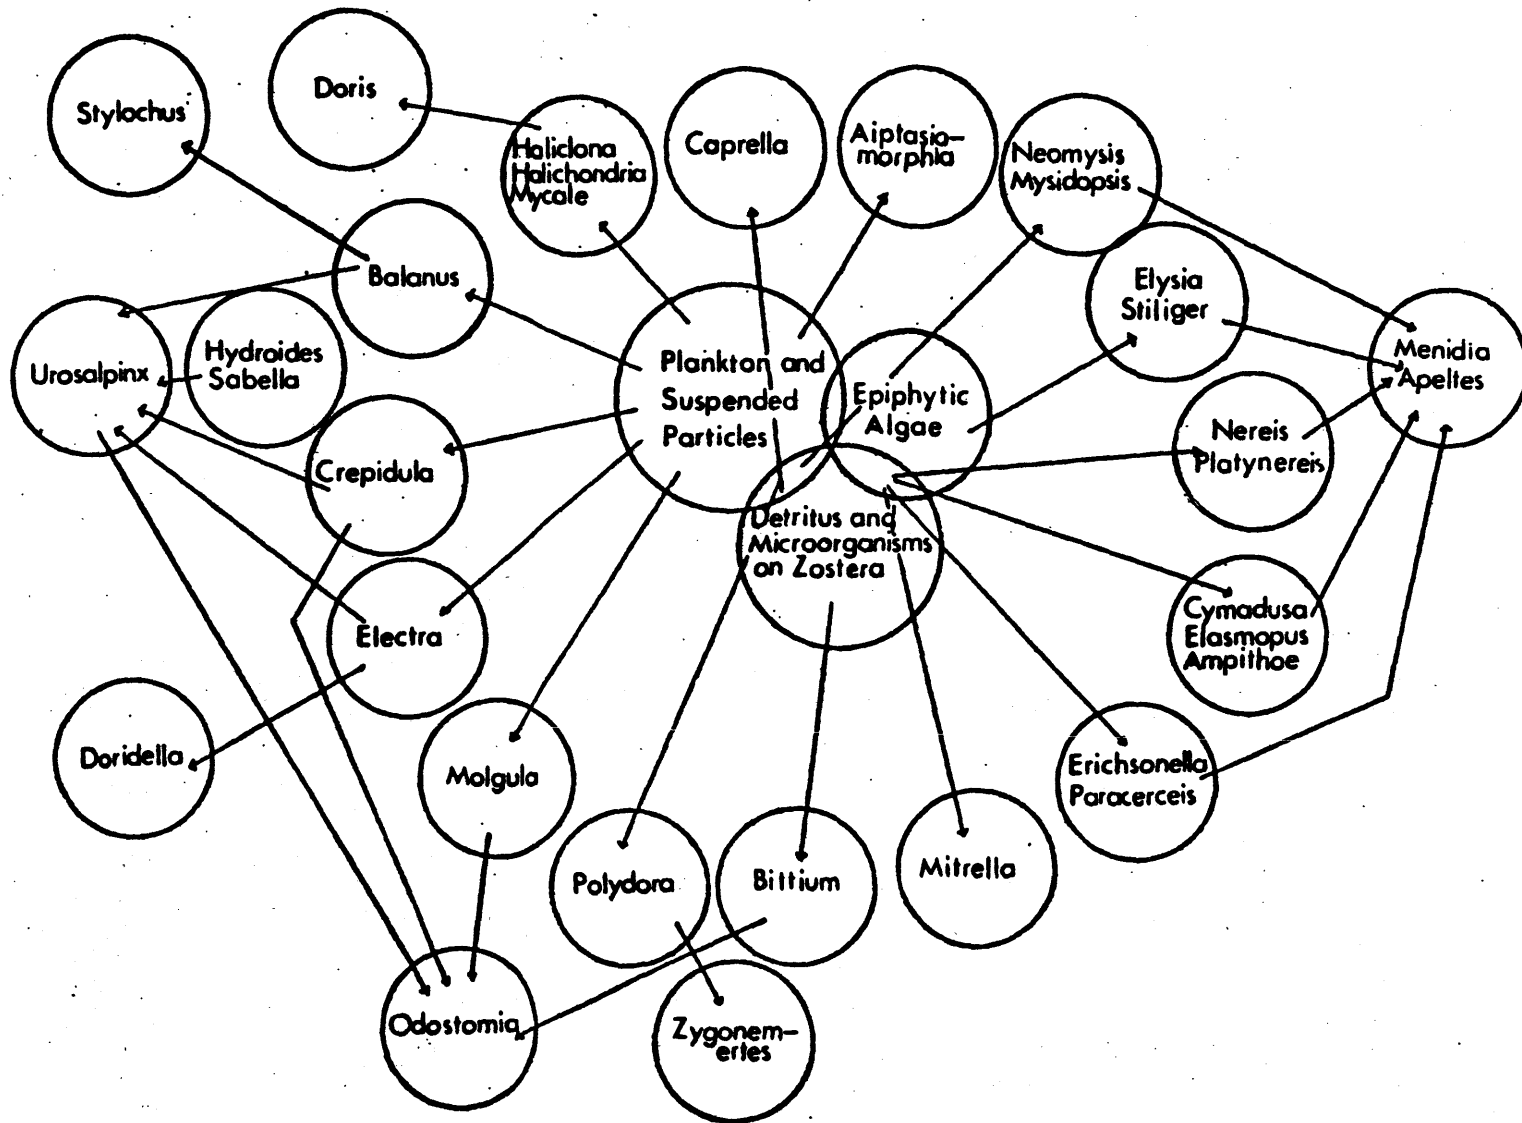 Stylochus
Doris
Haliclona
Halichondria
Mycale
Caprella
Aiptasia–
morphia
Neomysis
Mysidopsis
Balanus
Elysia
Stiliger
Urosalpinx
Hydroides
Sabella
Plankton and
Suspended
Particles
Epiphytic
Algae
Menidia
Apeltes
Crepidula
Nereis
Platynereis
Detritus and
Microorganisms
on Zostera
Electra
Cymadusa
Elasmopus
Ampithoe
Doridella
Molgula
Erichsonella
Paracerceis
Polydora
Bittium
Mitrella
Odostomia
Zygonem–
ertes